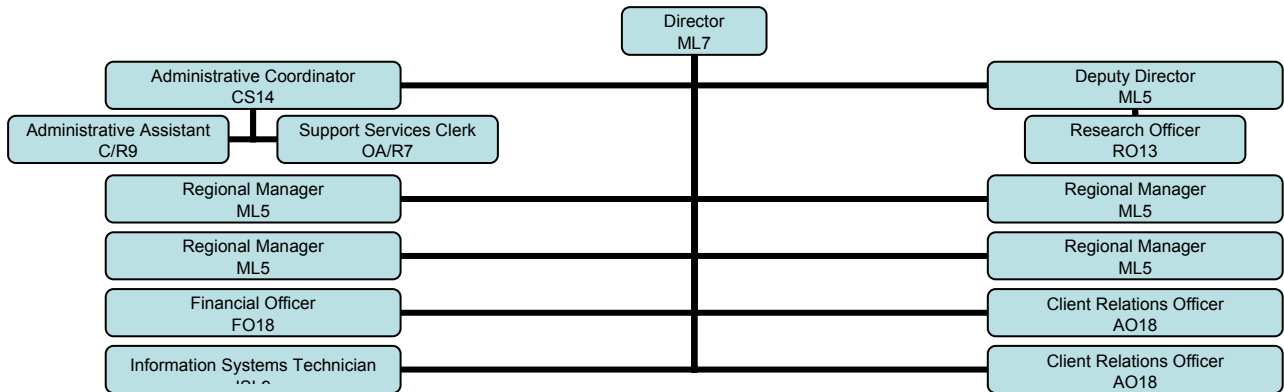 Director
ML7
Administrative Coordinator
CS14
Deputy Director
ML5
Administrative Assistant
C/R9
Support Services Clerk
OA/R7
Research Officer
RO13
Regional Manager
ML5
Regional Manager
ML5
Regional Manager
ML5
Regional Manager
ML5
Financial Officer
FO18
Client Relations Officer
AO18
Information Systems Technician
Client Relations Officer
AO18